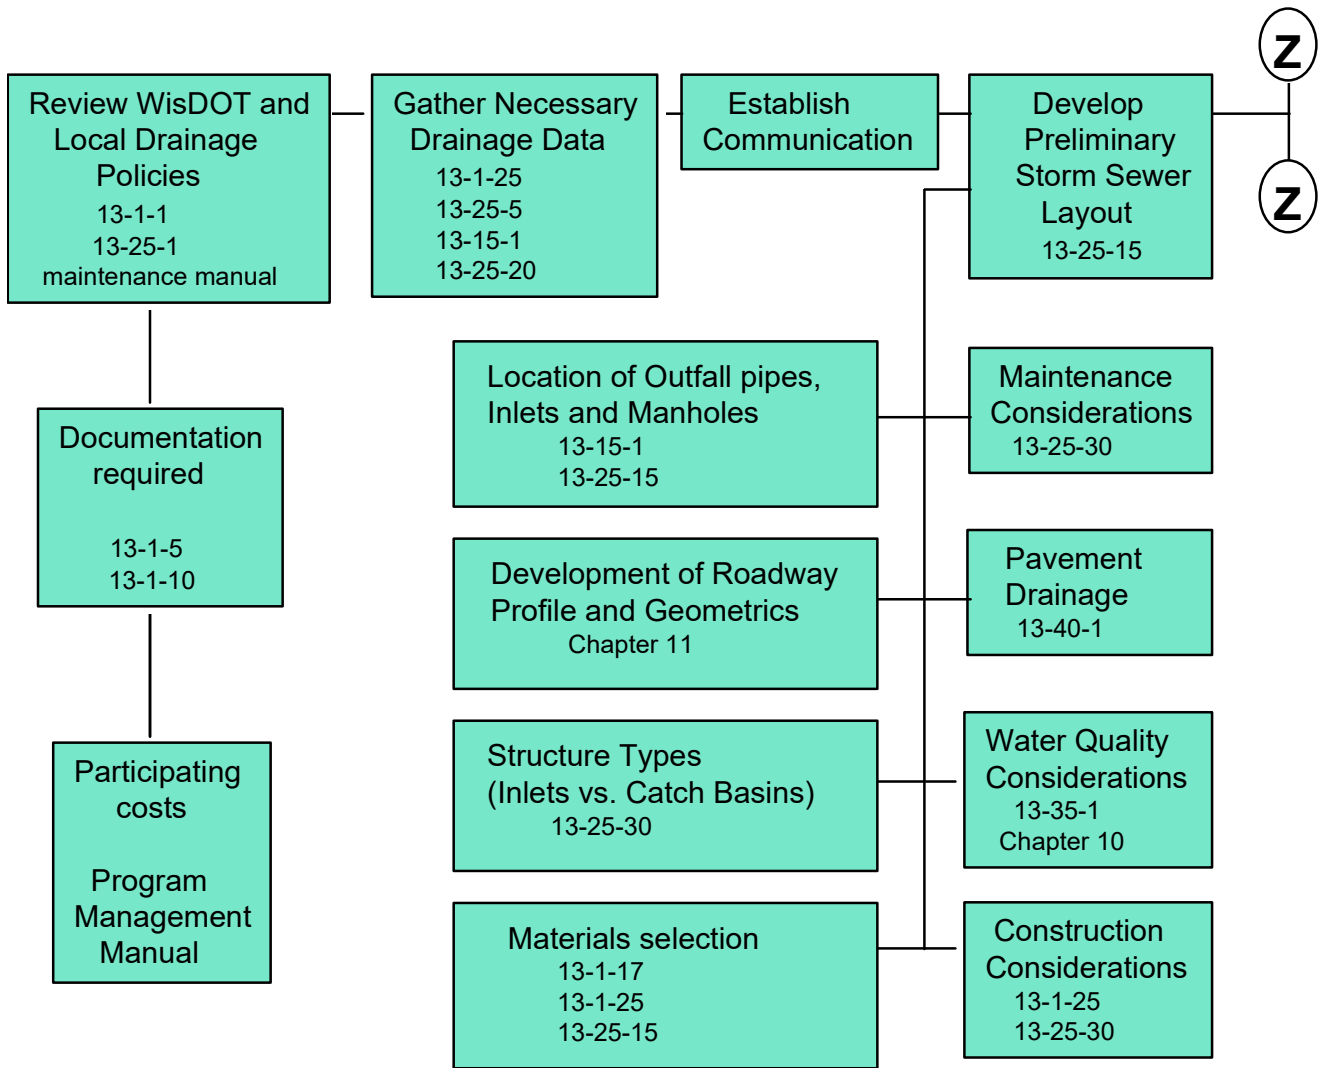 Z
Review WisDOT and
Local Drainage
Policies
13-1-1
13-25-1
maintenance manual
Gather Necessary
Drainage Data
13-1-25
13-25-5
13-15-1
13-25-20
Establish
Communication
Develop
Preliminary
Storm Sewer
Layout
13-25-15
Z
Documentation
required
13-1-5
13-1-10
Participating
costs
Program
Management
Manual
Location of Outfall pipes,
Inlets and Manholes
13-15-1
13-25-15
Maintenance
Considerations
13-25-30
Development of Roadway
Profile and Geometrics
Chapter 11
Pavement
Drainage
13-40-1
Structure Types
(Inlets vs. Catch Basins)
13-25-30
Water Quality
Considerations
13-35-1
Chapter 10
Materials selection
13-1-17
13-1-25
13-25-15
Construction
Considerations
13-1-25
13-25-30